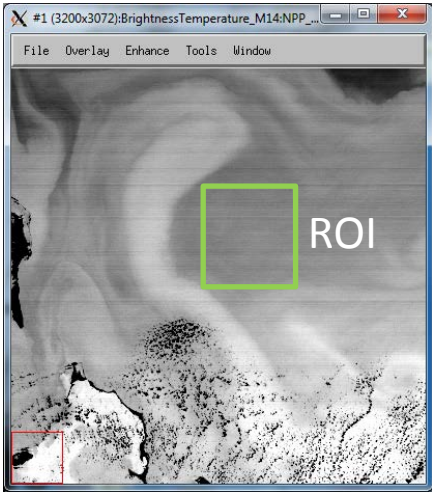 #1 (3200x3072):BrightnessTemperature_M14:NPP_...
File Overlay Enhance Tools Window
ROI